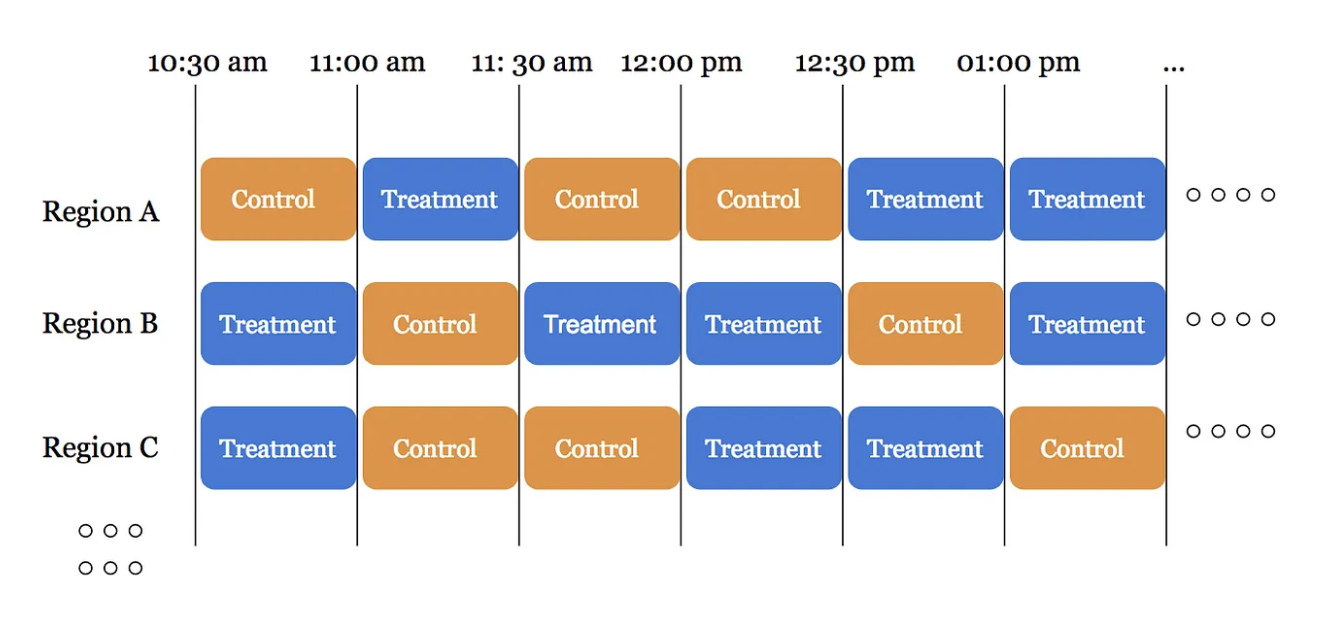 10:30 am 11:00 am 11: 30 am 12:00 pm 12:30 pm 01:00 pm ...
Region A Control Treatment Control Control Treatment Treatment
Region B Treatment Control Treatment Treatment Control Treatment
Region C Treatment Control Control Treatment Treatment Control